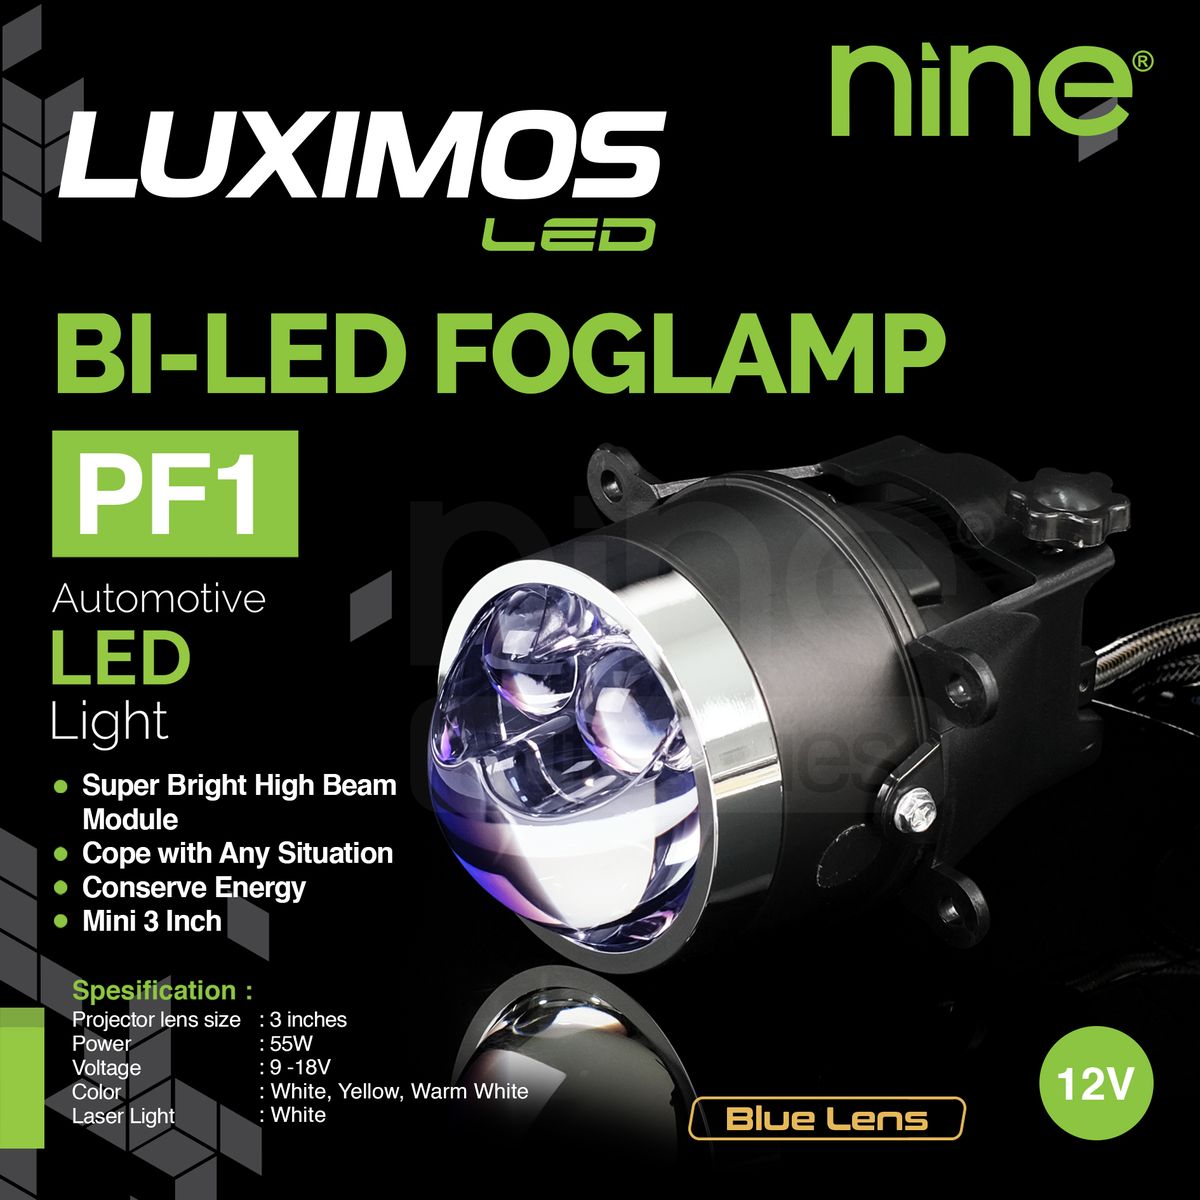 nine®
LUXIMOS
LED
BI-LED FOGLAMP
PF1
Automotive
LED
Light
Super Bright High Beam
Module
Cope with Any Situation
Conserve Energy
Mini 3 Inch
nine®
Spesification :
Projector lens size : 3 inches
Power : 55W
Voltage : 9 -18V
Color : White, Yellow, Warm White
Laser Light : White
Blue Lens
12V